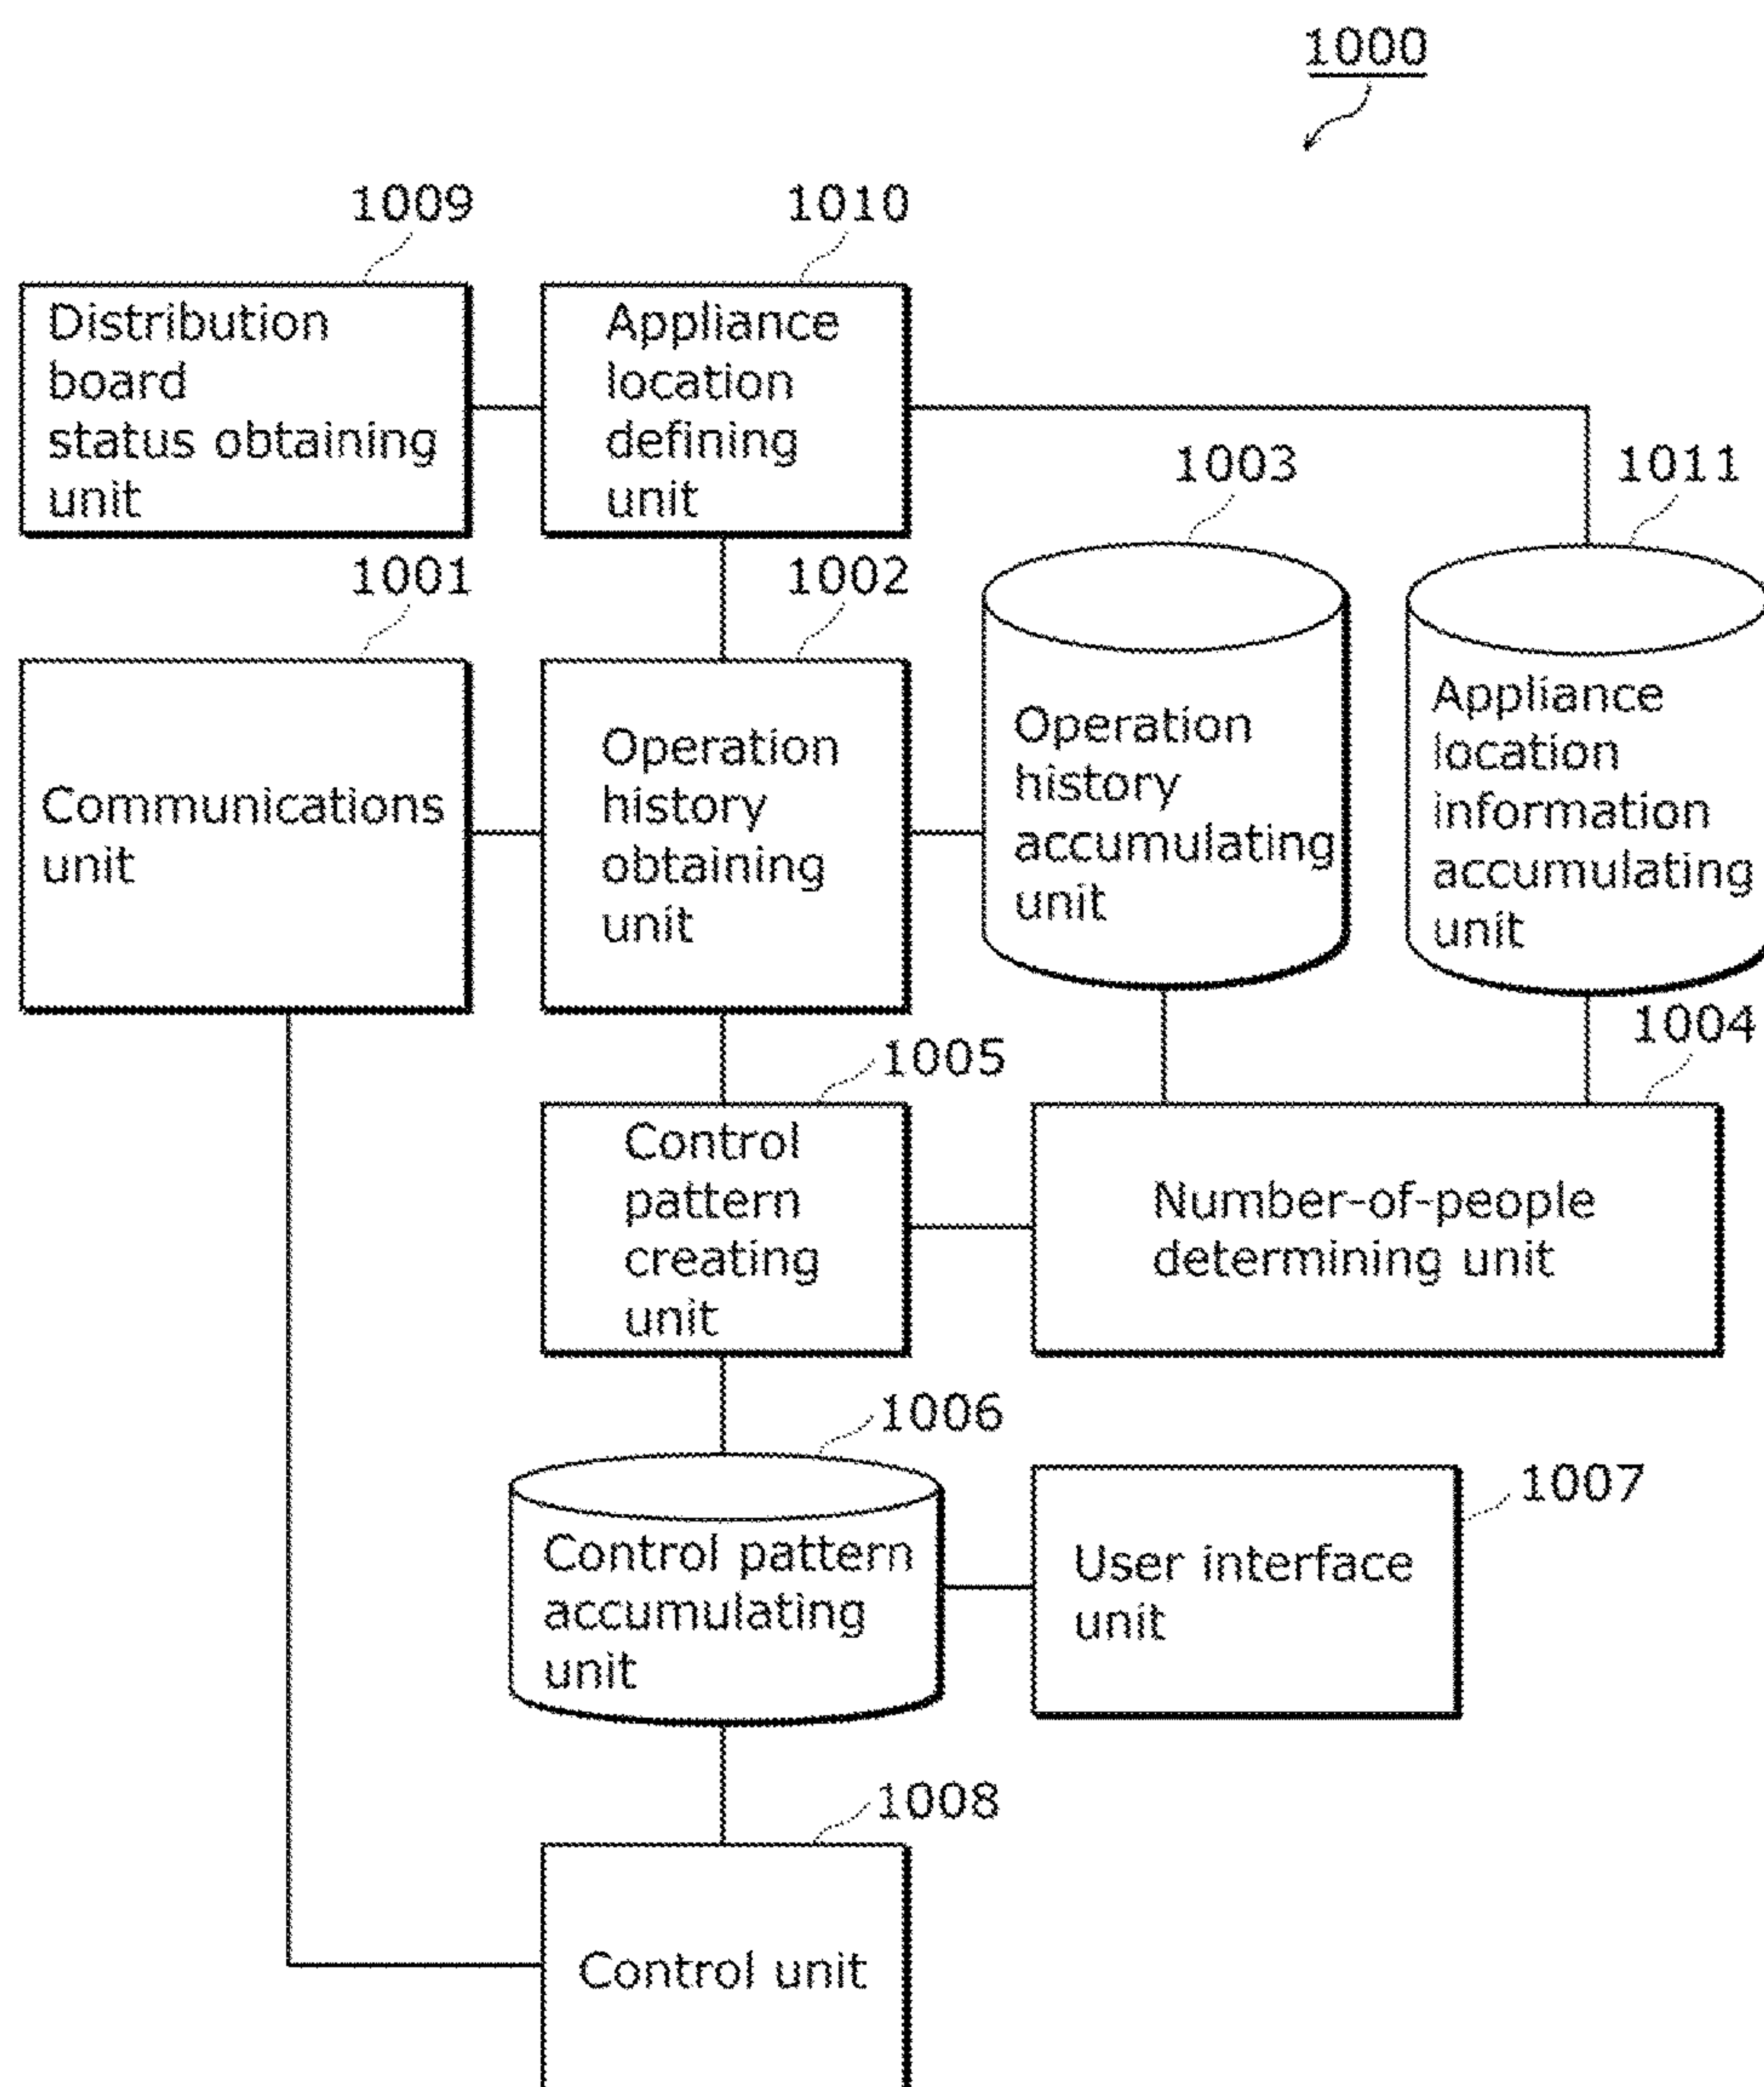 1000
1009
1010
Distribution
board
status obtaining
unit
Appliance
location
defining
unit
1003
1011
1001
1002
Communications
unit
Operation
history
obtaining
unit
Operation
history
accumulating
unit
Appliance
location
information
accumulating
unit
1005
1004
Control
pattern
creating
unit
Number-of-people
determining unit
1006
1007
Control pattern
accumulating
unit
User interface
unit
1008
Control unit